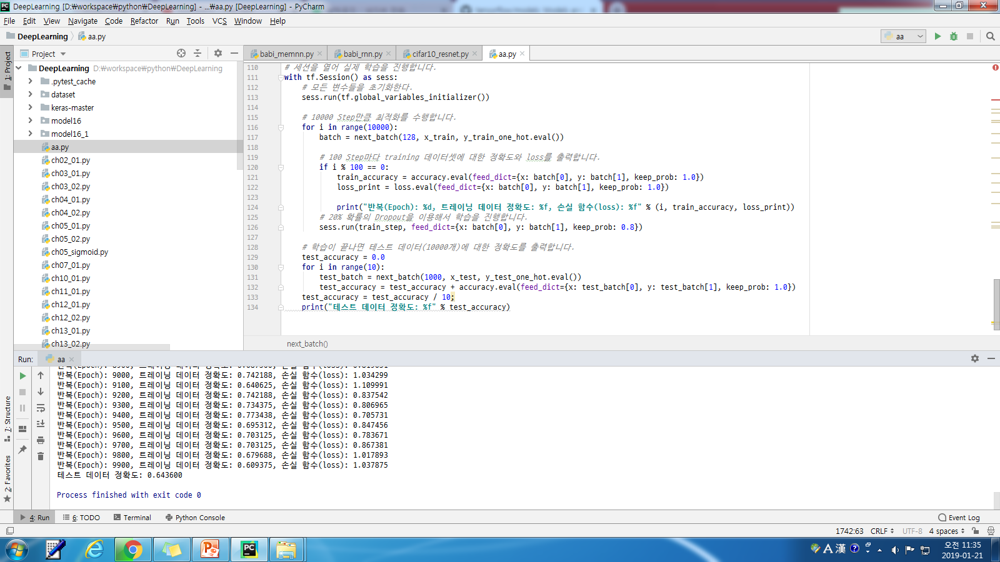 DeepLearning [D:₩workspace₩python₩DeepLearning] - ...₩aa.py [DeepLearning] - PyCharm
File Edit View Navigate Code Refactor Run Tools VCS Window Help
DeepLearning aa.py
aa
1: Project
Project
babi_memnn.py babi_rnn.py cifar10_resnet.py aa.py
DeepLearning D:₩workspace₩python₩DeepLearning
.pytest_cache
dataset
keras-master
model16
model16_1
aa.py
ch02_01.py
ch03_01.py
ch03_02.py
ch04_01.py
ch04_02.py
ch05_01.py
ch05_02.py
ch05_sigmoid.py
ch07_01.py
ch10_01.py
ch11_01.py
ch12_01.py
ch12_02.py
ch13_01.py
ch13_02.py
110 # 세션을 열어 실제 학습을 진행합니다.
111 with tf.Session() as sess:
112 # 모든 변수들을 초기화한다.
113 sess.run(tf.global_variables_initializer())
114
115 # 10000 Step만큼 최적화를 수행합니다.
116 for i in range(10000):
117 batch = next_batch(128, x_train, y_train_one_hot.eval())
118
119 # 100 Step마다 training 데이터셋에 대한 정확도와 loss를 출력합니다.
120 if i % 100 == 0:
121 train_accuracy = accuracy.eval(feed_dict={x: batch[0], y: batch[1], keep_prob: 1.0})
122 loss_print = loss.eval(feed_dict={x: batch[0], y: batch[1], keep_prob: 1.0})
123
124 print("반복(Epoch): %d, 트레이닝 데이터 정확도: %f, 손실 함수(loss): %f" % (i, train_accuracy, loss_print))
125 # 20% 확률의 Dropout을 이용해서 학습을 진행합니다.
126 sess.run(train_step, feed_dict={x: batch[0], y: batch[1], keep_prob: 0.8})
127
128 # 학습이 끝나면 테스트 데이터(10000개)에 대한 정확도를 출력합니다.
129 test_accuracy = 0.0
130 for i in range(10):
131 test_batch = next_batch(1000, x_test, y_test_one_hot.eval())
132 test_accuracy = test_accuracy + accuracy.eval(feed_dict={x: test_batch[0], y: test_batch[1], keep_prob: 1.0})
133 test_accuracy = test_accuracy / 10;
134 print("테스트 데이터 정확도: %f" % test_accuracy)
next_batch()
Run: aa
반복(Epoch): 9000, 트레이닝 데이터 정확도: 0.742188, 손실 함수(loss): 1.034299
반복(Epoch): 9100, 트레이닝 데이터 정확도: 0.640625, 손실 함수(loss): 1.109991
반복(Epoch): 9200, 트레이닝 데이터 정확도: 0.742188, 손실 함수(loss): 0.837542
반복(Epoch): 9300, 트레이닝 데이터 정확도: 0.734375, 손실 함수(loss): 0.806965
반복(Epoch): 9400, 트레이닝 데이터 정확도: 0.773438, 손실 함수(loss): 0.705731
반복(Epoch): 9500, 트레이닝 데이터 정확도: 0.695312, 손실 함수(loss): 0.847456
반복(Epoch): 9600, 트레이닝 데이터 정확도: 0.703125, 손실 함수(loss): 0.783671
반복(Epoch): 9700, 트레이닝 데이터 정확도: 0.703125, 손실 함수(loss): 0.867381
반복(Epoch): 9800, 트레이닝 데이터 정확도: 0.679688, 손실 함수(loss): 1.017893
반복(Epoch): 9900, 트레이닝 데이터 정확도: 0.609375, 손실 함수(loss): 1.037875
테스트 데이터 정확도: 0.643600
Process finished with exit code 0
7: Structure
2: Favorites
4: Run 6: TODO Terminal Python Console Event Log
1742:63 CRLF UTF-8 4 spaces
A 漢
오전 11:35
2019-01-21